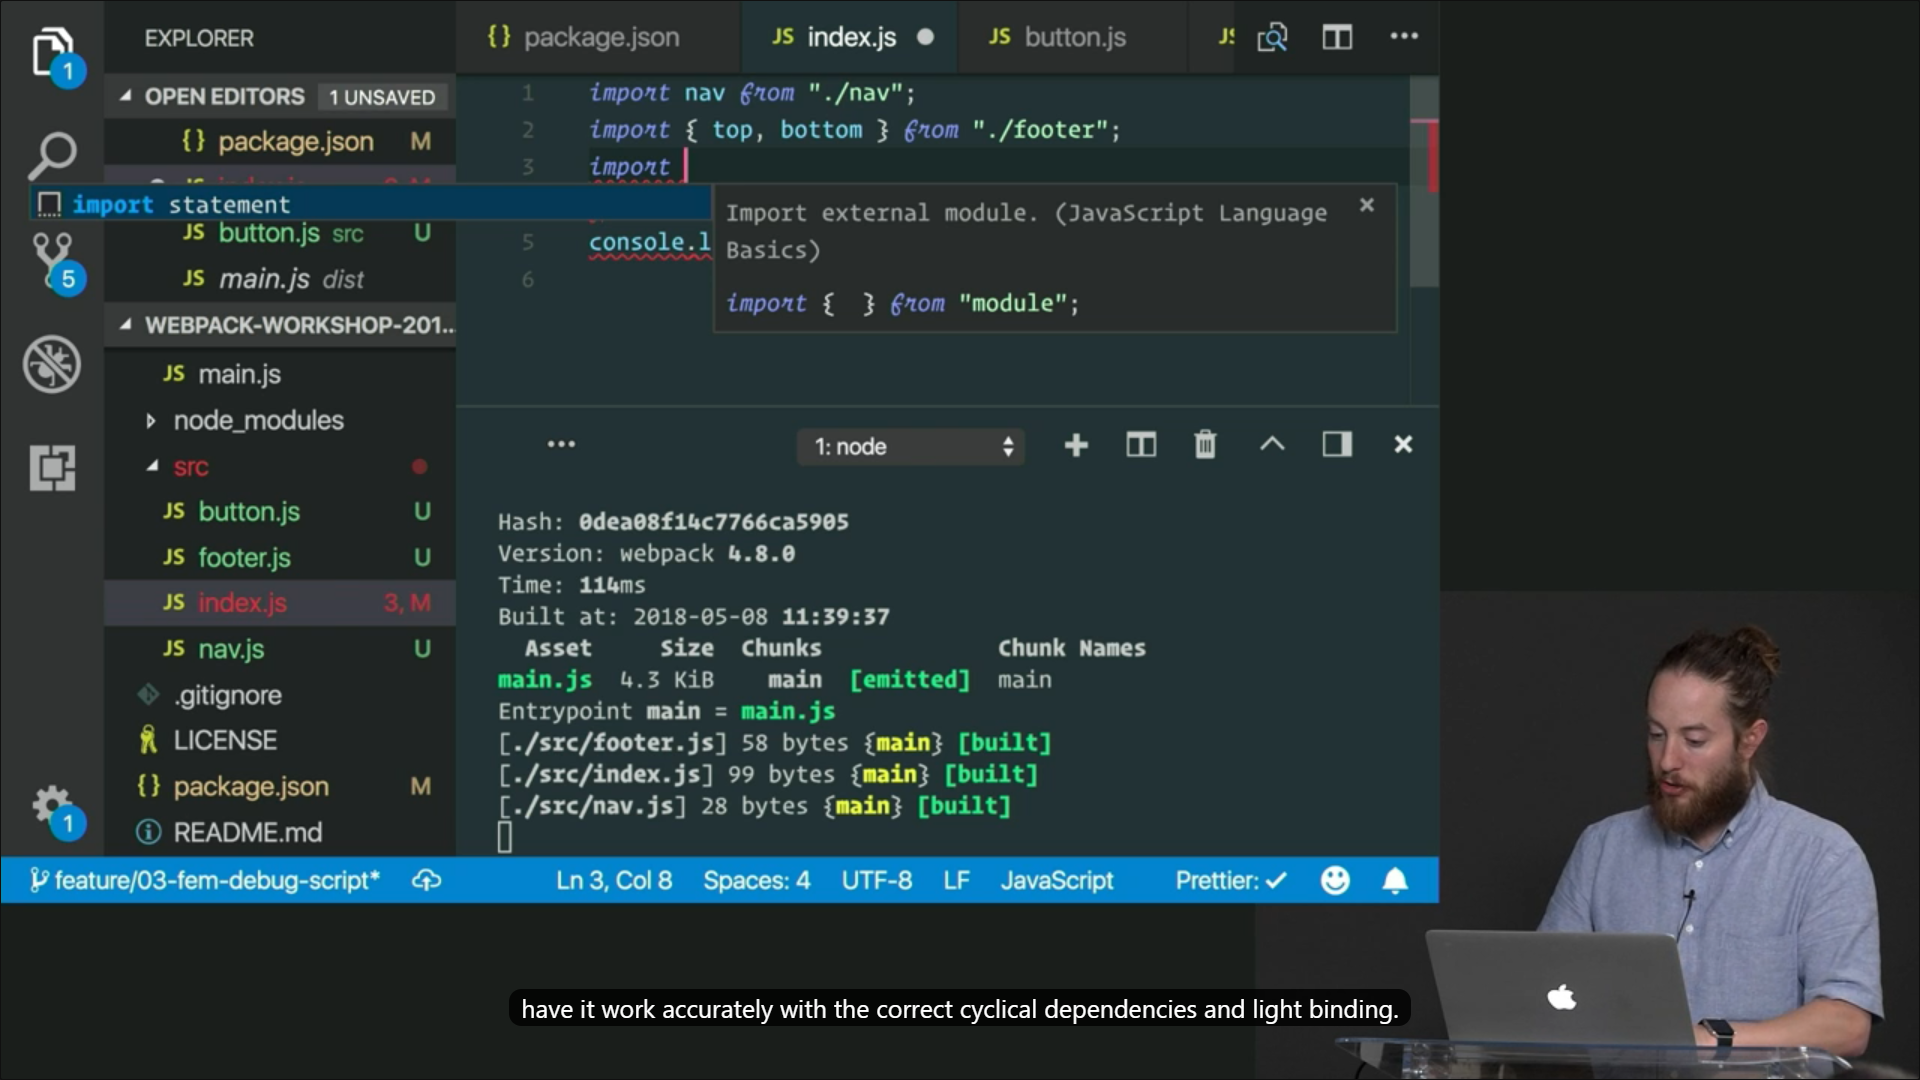 EXPLORER
OPEN EDITORS 1 UNSAVED
{} package.json M
import statement
JS button.js src U
JS main.js dist
WEBPACK-WORKSHOP-201...
JS main.js
node_modules
src
JS button.js U
JS footer.js U
JS index.js 3, M
JS nav.js U
.gitignore
LICENSE
{} package.json M
README.md
1
5
1
{} package.json JS index.js JS button.js JS
1 import nav from "./nav";
2 import { top, bottom } from "./footer";
3 import
5 console.l
6
Import external module. (JavaScript Language
Basics)
import { } from "module";
1: node
Hash: 0dea08f14c7766ca5905
Version: webpack 4.8.0
Time: 114ms
Built at: 2018-05-08 11:39:37
Asset Size Chunks Chunk Names
main.js 4.3 KiB main [emitted] main
Entrypoint main = main.js
[./src/footer.js] 58 bytes {main} [built]
[./src/index.js] 99 bytes {main} [built]
[./src/nav.js] 28 bytes {main} [built]
feature/03-fem-debug-script* Ln 3, Col 8 Spaces: 4 UTF-8 LF JavaScript Prettier: ✓
have it work accurately with the correct cyclical dependencies and light binding.